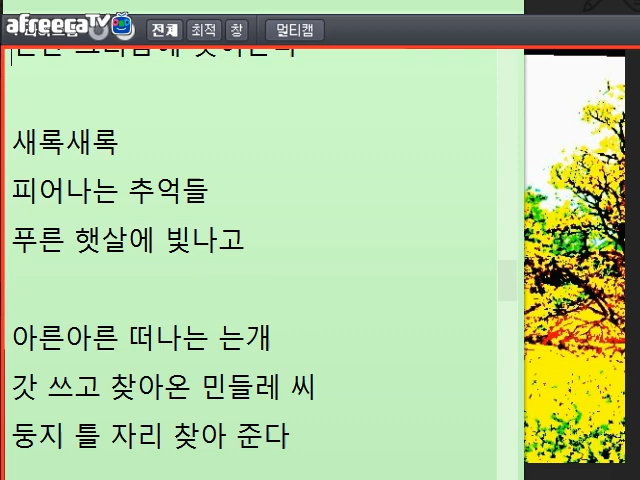 afreecaTV
전체 최적 창 멀티캠
새록새록
피어나는 추억들
푸른 햇살에 빛나고
아른아른 떠나는 는개
갓 쓰고 찾아온 민들레 씨
둥지 틀 자리 찾아 준다